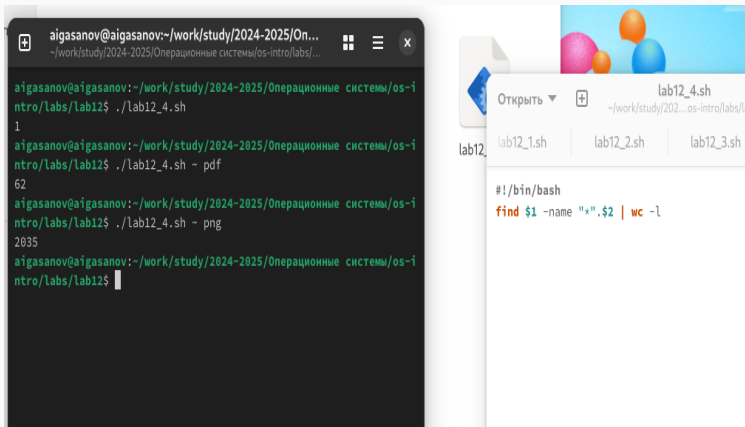 aigasanov@aigasanov:~/work/study/2024-2025/Оп...
~/work/study/2024-2025/Операционные системы/os-intro/labs/...
aigasanov@aigasanov:~/work/study/2024-2025/Операционные системы/os-i
ntro/labs/lab12$ ./lab12_4.sh
1
aigasanov@aigasanov:~/work/study/2024-2025/Операционные системы/os-i
ntro/labs/lab12$ ./lab12_4.sh ~ pdf
62
aigasanov@aigasanov:~/work/study/2024-2025/Операционные системы/os-i
ntro/labs/lab12$ ./lab12_4.sh ~ png
2035
aigasanov@aigasanov:~/work/study/2024-2025/Операционные системы/os-i
ntro/labs/lab12$
lab12_
Открыть
lab12_4.sh
~/work/study/202...os-intro/labs/l
lab12_1.sh lab12_2.sh lab12_3.sh
#!/bin/bash
find $1 -name "*".$2 | wc -l